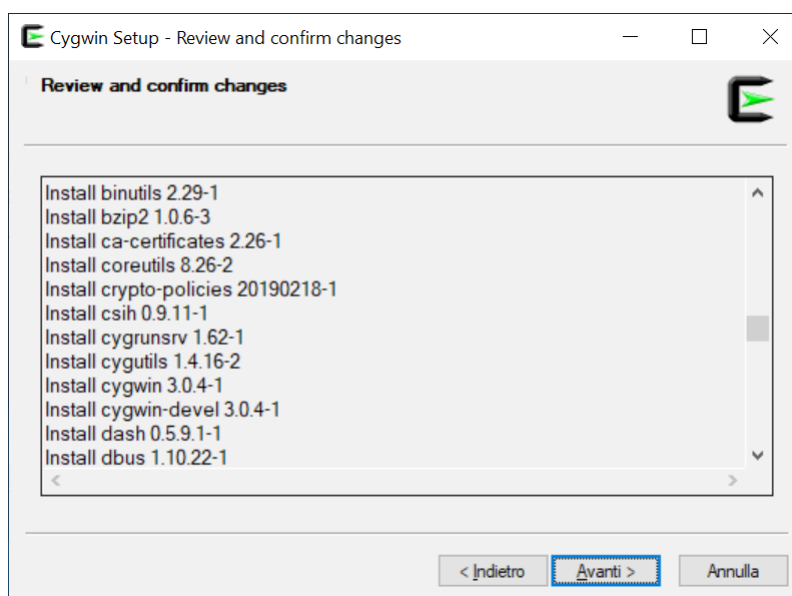 Cygwin Setup - Review and confirm changes
Review and confirm changes
Install binutils 2.29-1
Install bzip2 1.0.6-3
Install ca-certificates 2.26-1
Install coreutils 8.26-2
Install crypto-policies 20190218-1
Install csih 0.9.11-1
Install cygrunsrv 1.62-1
Install cygutils 1.4.16-2
Install cygwin 3.0.4-1
Install cygwin-devel 3.0.4-1
Install dash 0.5.9.1-1
Install dbus 1.10.22-1
< Indietro Avanti > Annulla